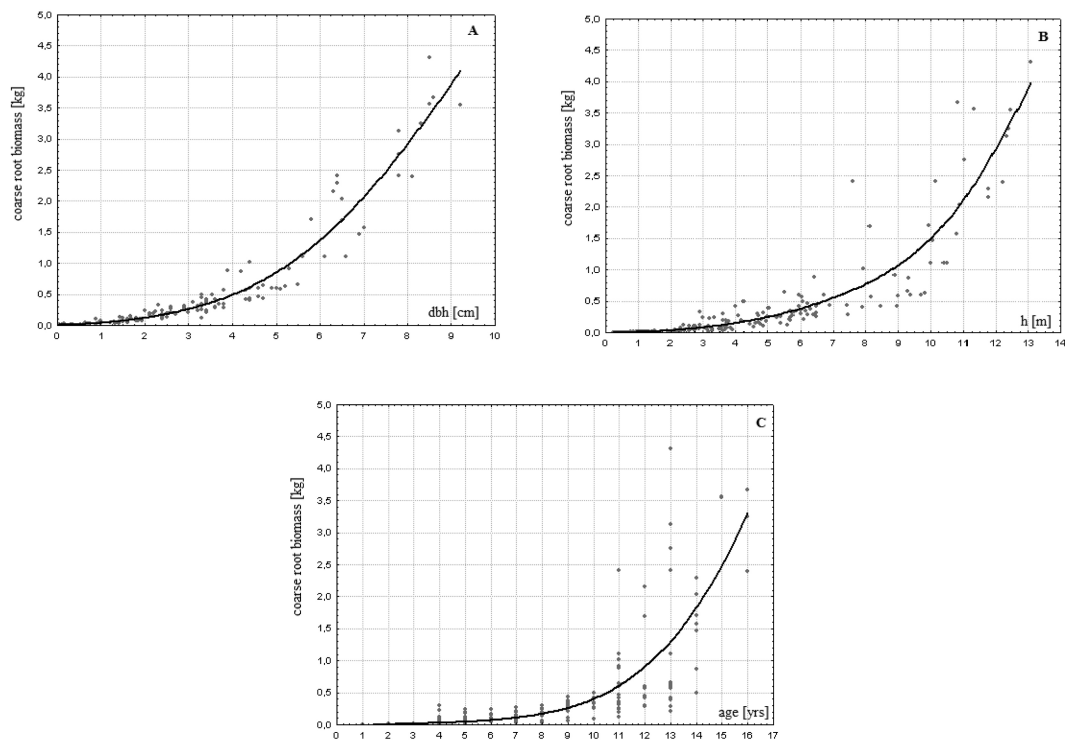 A
coarse root biomass [kg]
5,0
4,5
4,0
3,5
3,0
2,5
2,0
1,5
1,0
0,5
0,0
dbh [cm]
0 1 2 3 4 5 6 7 8 9 10
B
coarse root biomass [kg]
5,0
4,5
4,0
3,5
3,0
2,5
2,0
1,5
1,0
0,5
0,0
h [m]
0 1 2 3 4 5 6 7 8 9 10 11 12 13 14
C
coarse root biomass [kg]
5,0
4,5
4,0
3,5
3,0
2,5
2,0
1,5
1,0
0,5
0,0
age [yrs]
0 1 2 3 4 5 6 7 8 9 10 11 12 13 14 15 16 17